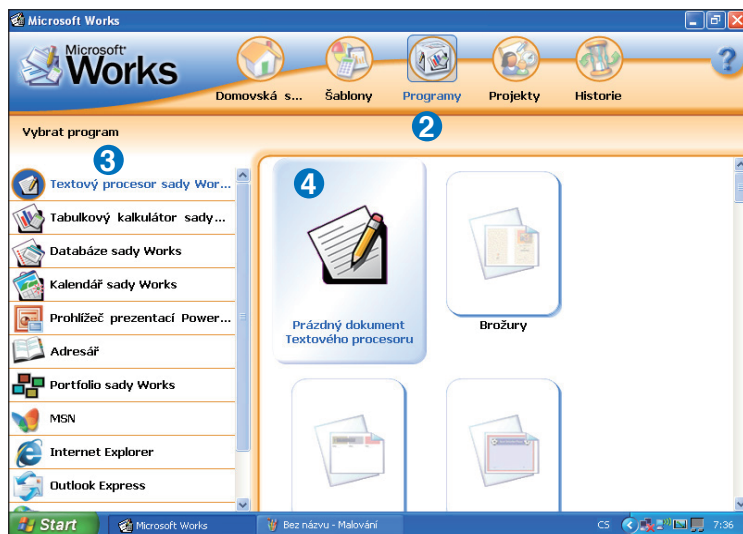 Microsoft Works
Microsoft
Works
Domovská s...
Šablony
Programy
Projekty
Historie
?
2
Vybrat program
3
Textový procesor sady Wor...
Tabulkový kalkulátor sady...
Databáze sady Works
Kalendář sady Works
Prohlížeč prezentací Power...
Adresář
Portfolio sady Works
MSN
Internet Explorer
Outlook Express
4
Prázdný dokument
Textového procesoru
Brožury
Start
Microsoft Works
Bez názvu - Malování
CS
7:36